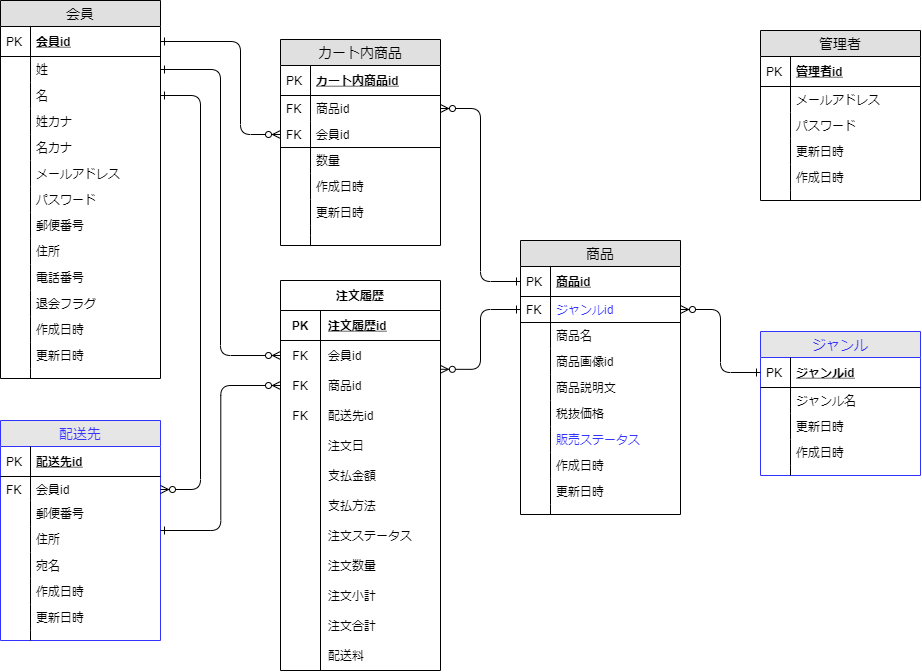 会員
PK 会員id
姓
名
姓カナ
名カナ
メールアドレス
パスワード
郵便番号
住所
電話番号
退会フラグ
作成日時
更新日時
配送先
PK 配送先id
FK 会員id
郵便番号
住所
宛名
作成日時
更新日時
カート内商品
PK カート内商品id
FK 商品id
FK 会員id
数量
作成日時
更新日時
注文履歴
PK 注文履歴id
FK 会員id
FK 商品id
FK 配送先id
注文日
支払金額
支払方法
注文ステータス
注文数量
注文小計
注文合計
配送料
商品
PK 商品id
FK ジャンルid
商品名
商品画像id
商品説明文
税抜価格
販売ステータス
作成日時
更新日時
管理者
PK 管理者id
メールアドレス
パスワード
更新日時
作成日時
ジャンル
PK ジャンルid
ジャンル名
更新日時
作成日時